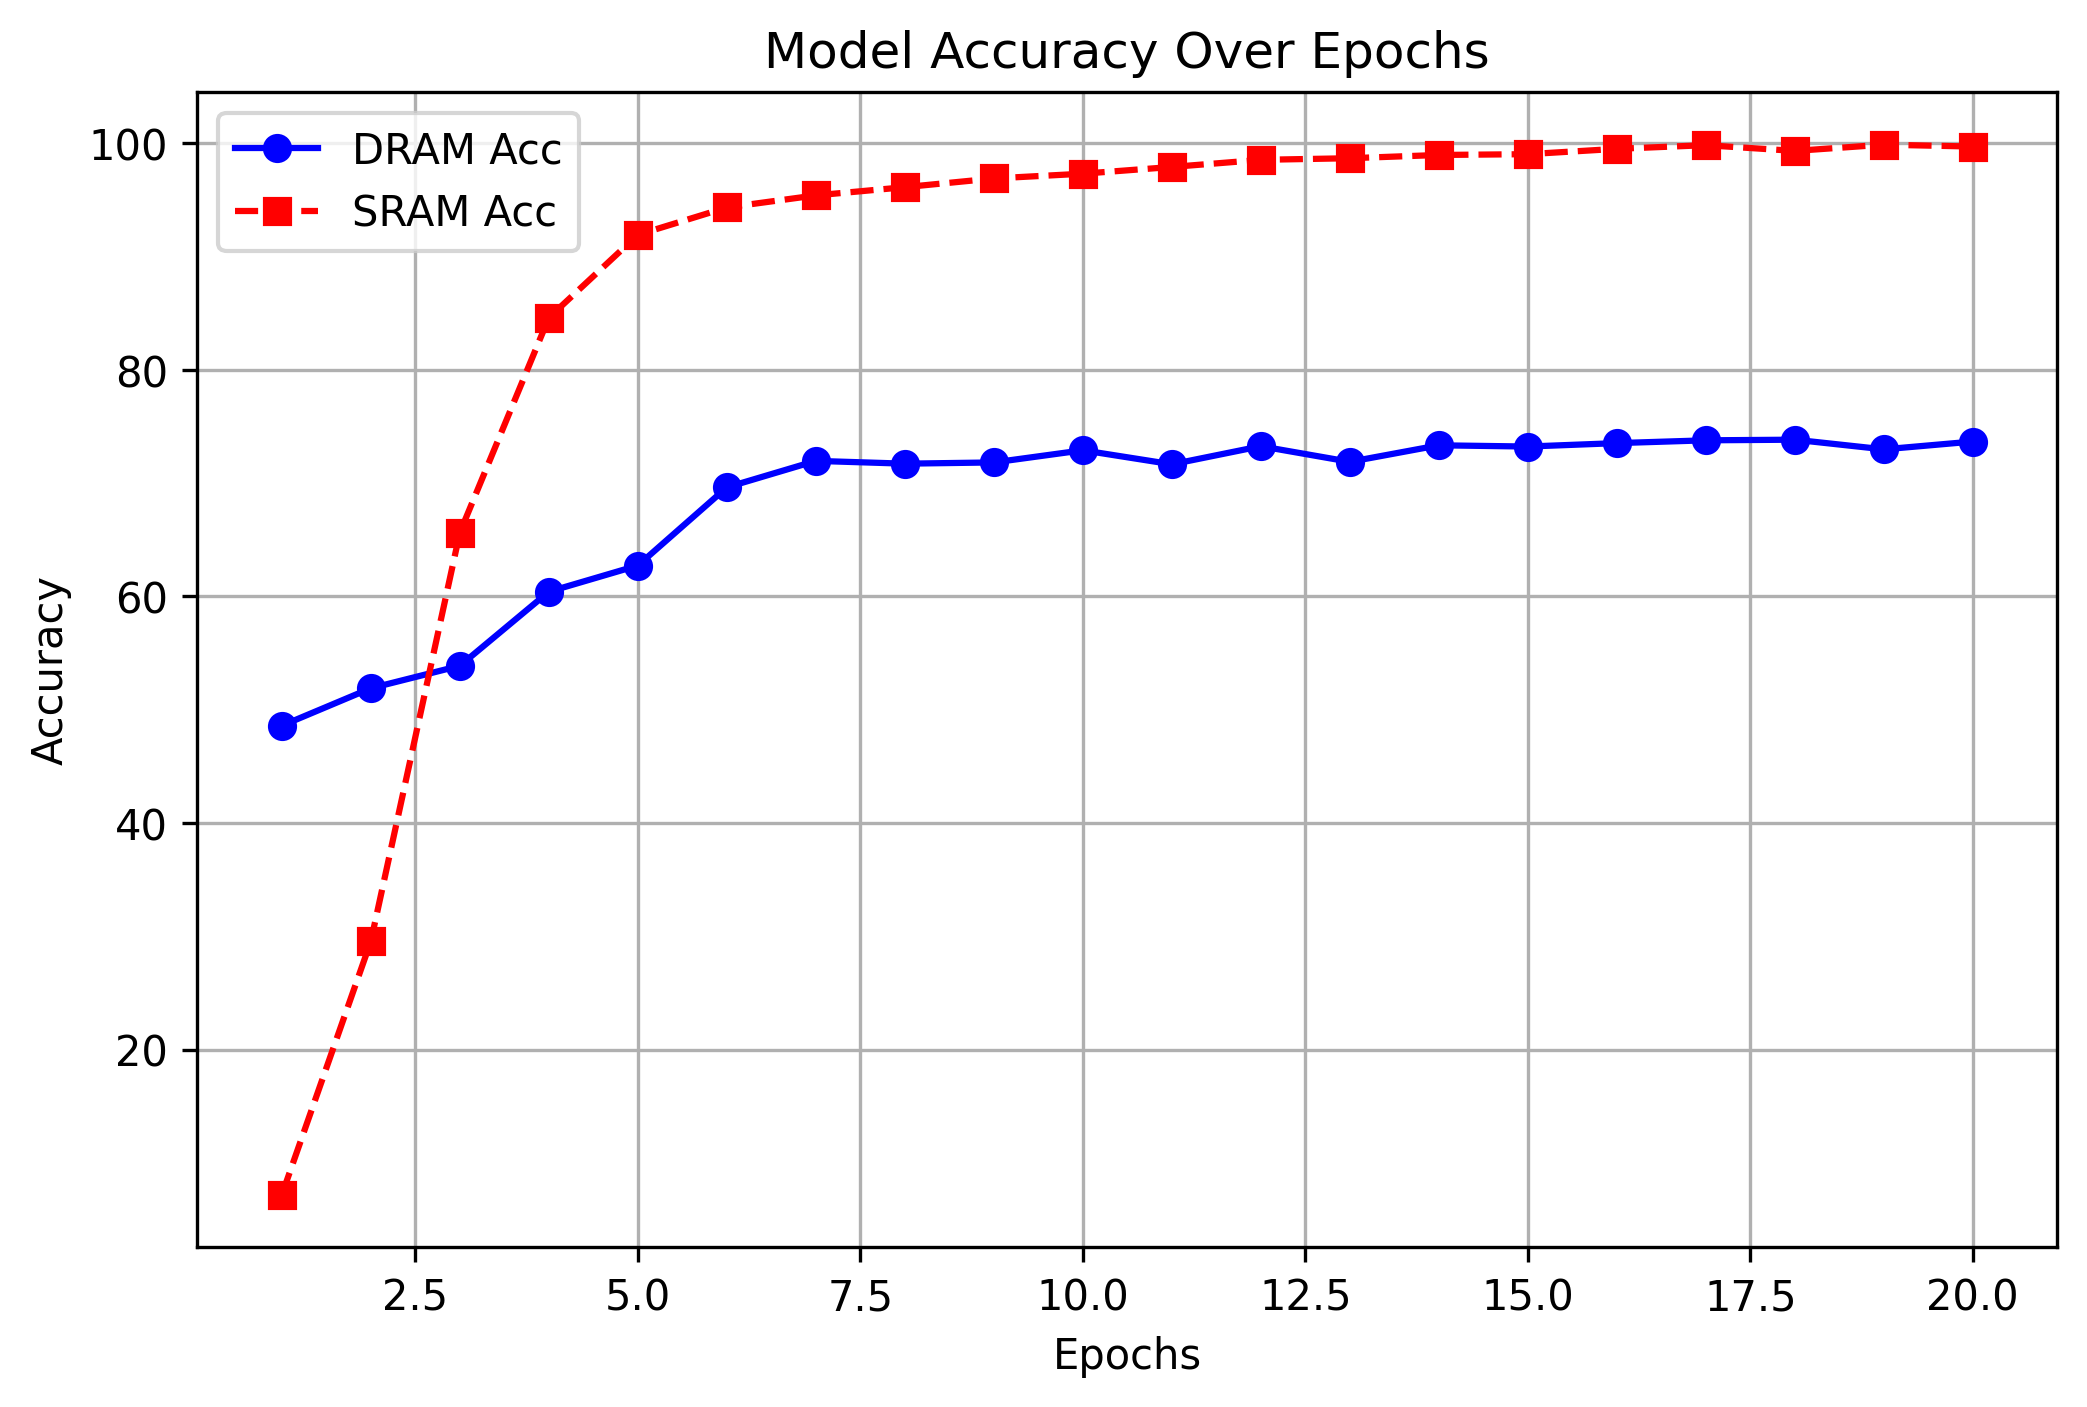 Model Accuracy Over Epochs
DRAM Acc
SRAM Acc
Accuracy
100
80
60
40
20
2.5 5.0 7.5 10.0 12.5 15.0 17.5 20.0
Epochs